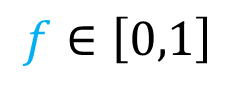 f ∈ [0,1]